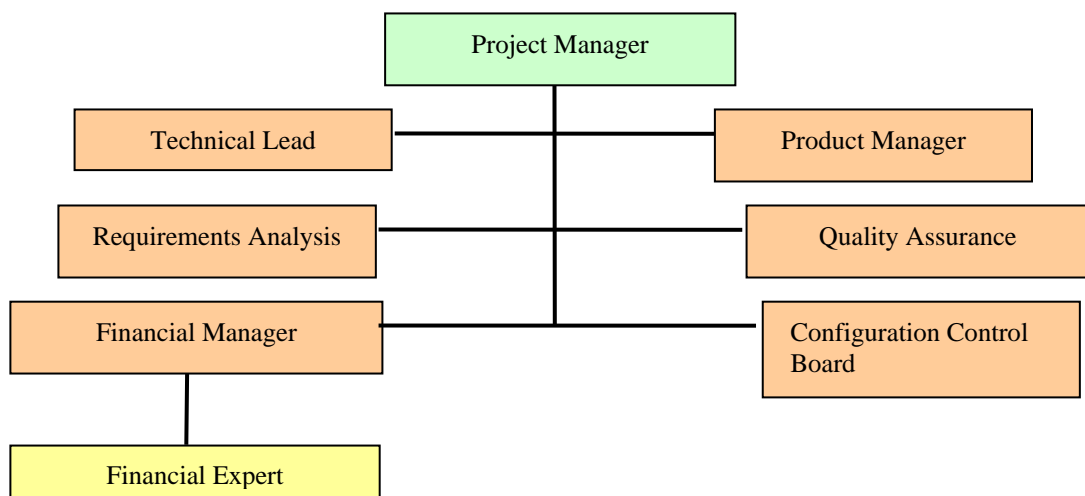 Project Manager
Technical Lead
Product Manager
Requirements Analysis
Quality Assurance
Financial Manager
Configuration Control
Board
Financial Expert